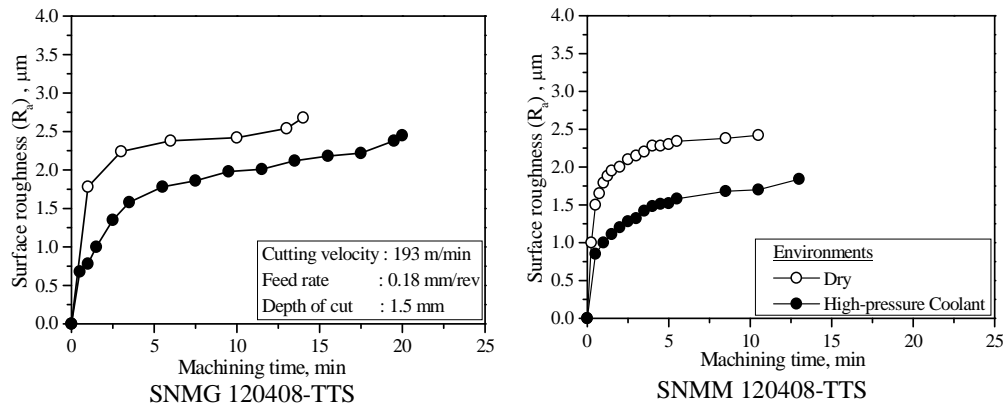 4.0
3.5
3.0
2.5
2.0
1.5
1.0
0.5
0.0
Surface roughness (Ra) , μm
Cutting velocity : 193 m/min
Feed rate : 0.18 mm/rev
Depth of cut : 1.5 mm
0 5 10 15 20 25
Machining time, min
SNMG 120408-TTS
4.0
3.5
3.0
2.5
2.0
1.5
1.0
0.5
0.0
Surface roughness (Ra) , μm
Environments
Dry
High-pressure Coolant
0 5 10 15 20 25
Machining time, min
SNMM 120408-TTS